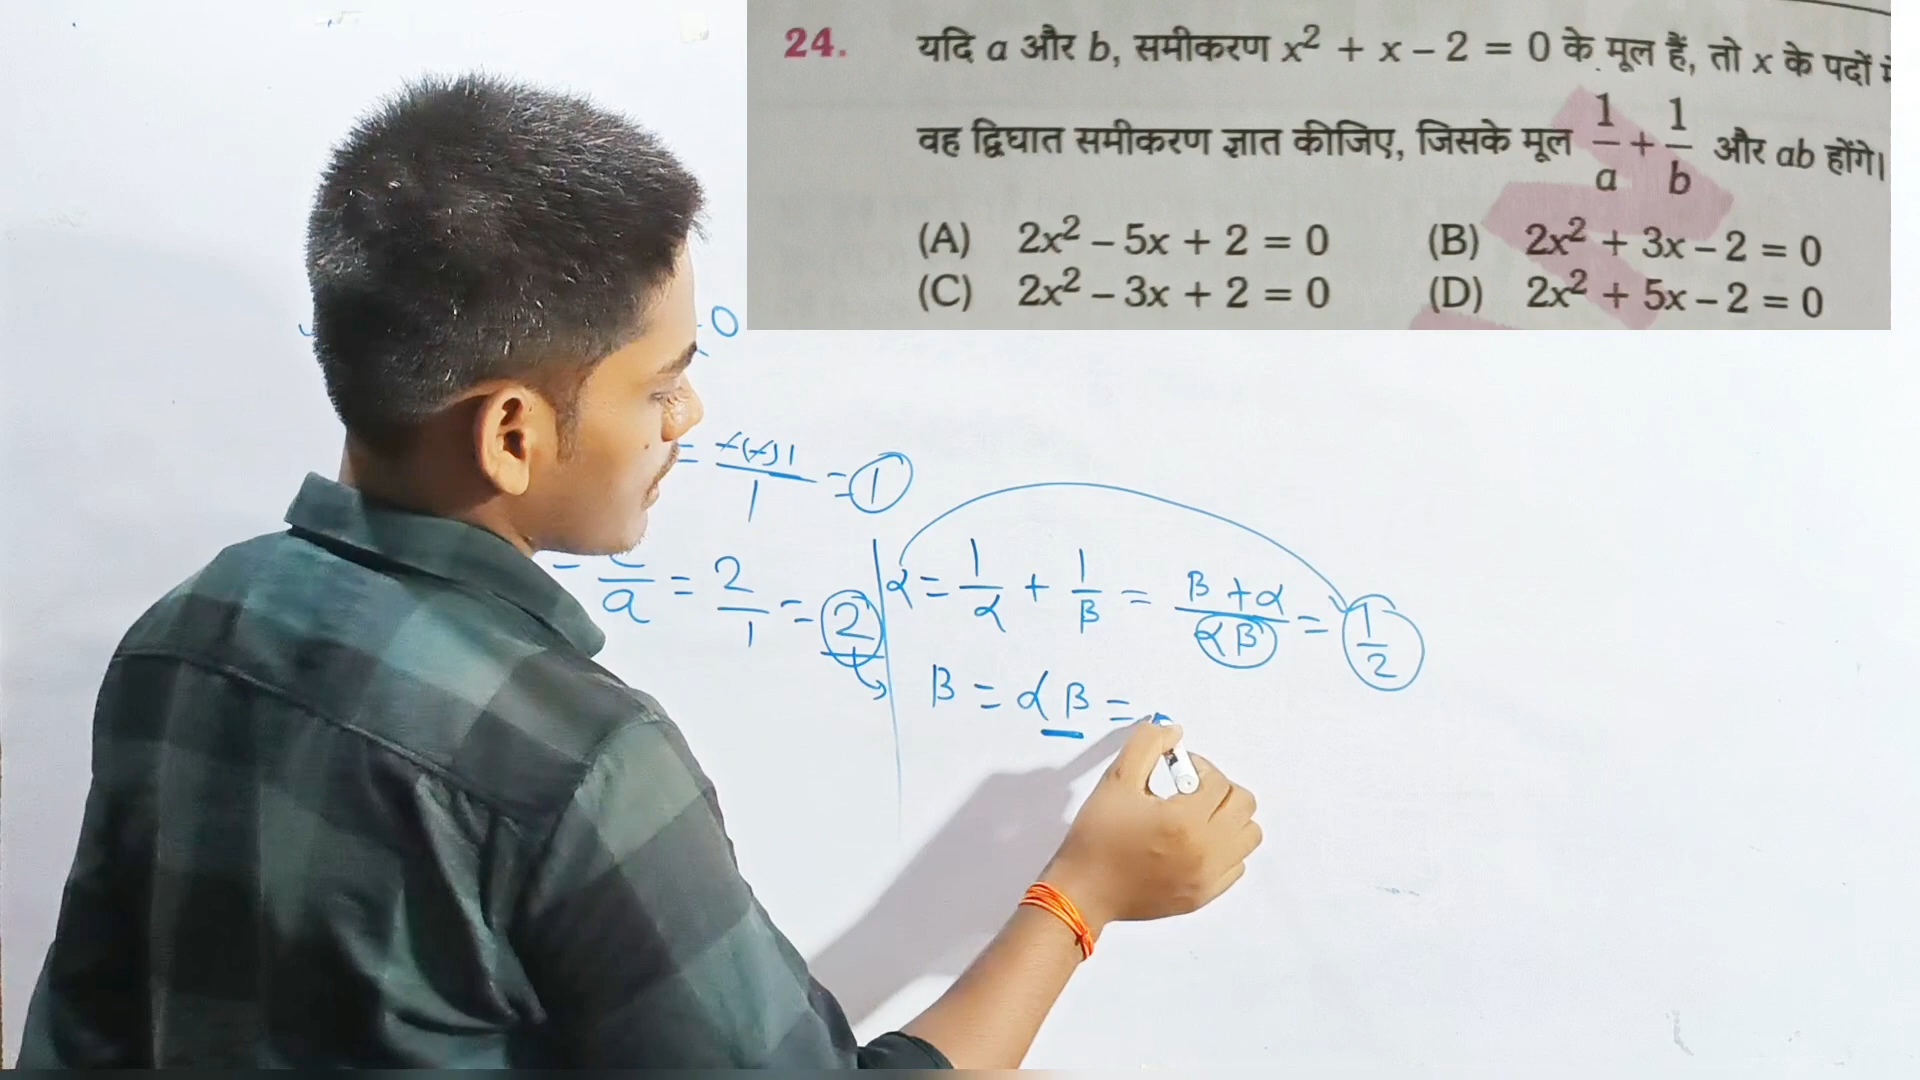 24. यदि a और b, समीकरण x² + x – 2 = 0 के मूल हैं, तो x के पदों में
वह द्विघात समीकरण ज्ञात कीजिए, जिसके मूल 1/a + 1/b और ab होंगे।
(A) 2x² – 5x + 2 = 0 (B) 2x² + 3x – 2 = 0
(C) 2x² – 3x + 2 = 0 (D) 2x² + 5x – 2 = 0
0
= 1 / 1 = 1
a = 2/1 = 2
α = 1/α + 1/β = β + α / αβ = 1/2
β = αβ =